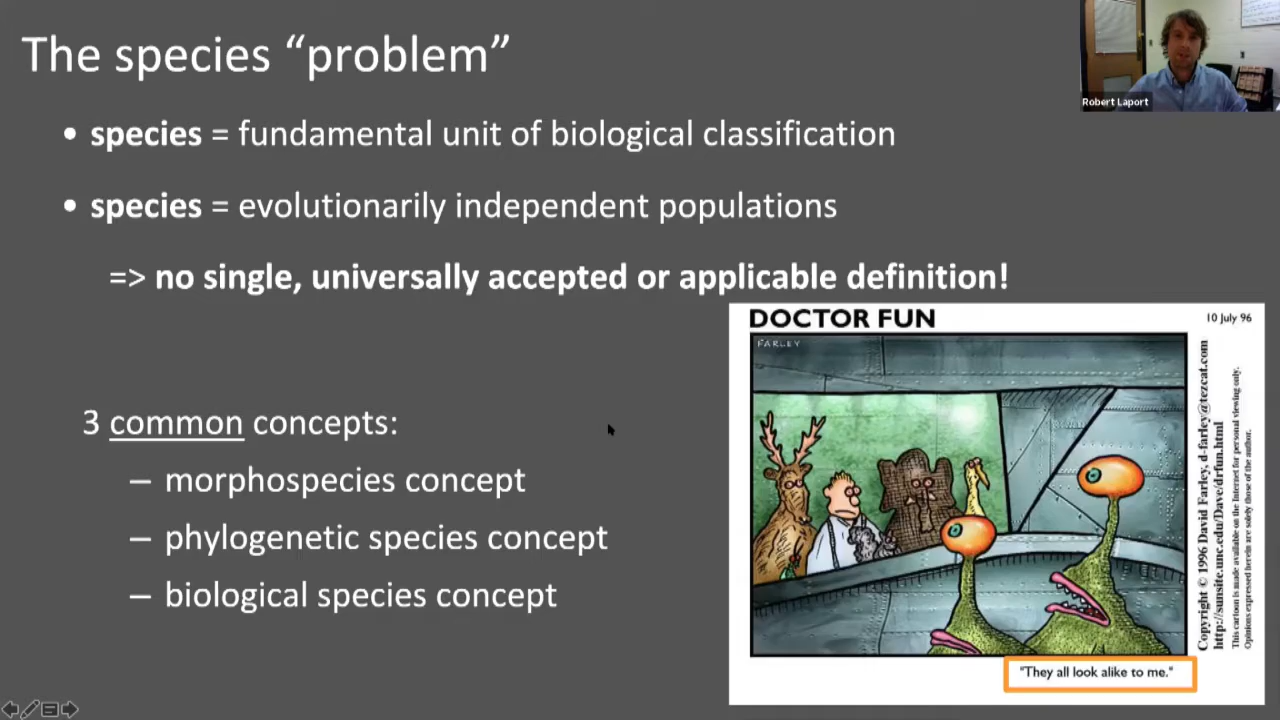 The species “problem”
Robert Laport
• species = fundamental unit of biological classification
• species = evolutionarily independent populations
=> no single, universally accepted or applicable definition!
3 common concepts:
– morphospecies concept
– phylogenetic species concept
– biological species concept
DOCTOR FUN
10 July 96
FARLEY
Copyright © 1996 David Farley, d-farley@tezcat.com
http://sunsite.unc.edu/Dave/drfun.html
This cartoon is made available on the Internet for personal viewing only.
Opinions expressed herein are solely those of the author.
"They all look alike to me."